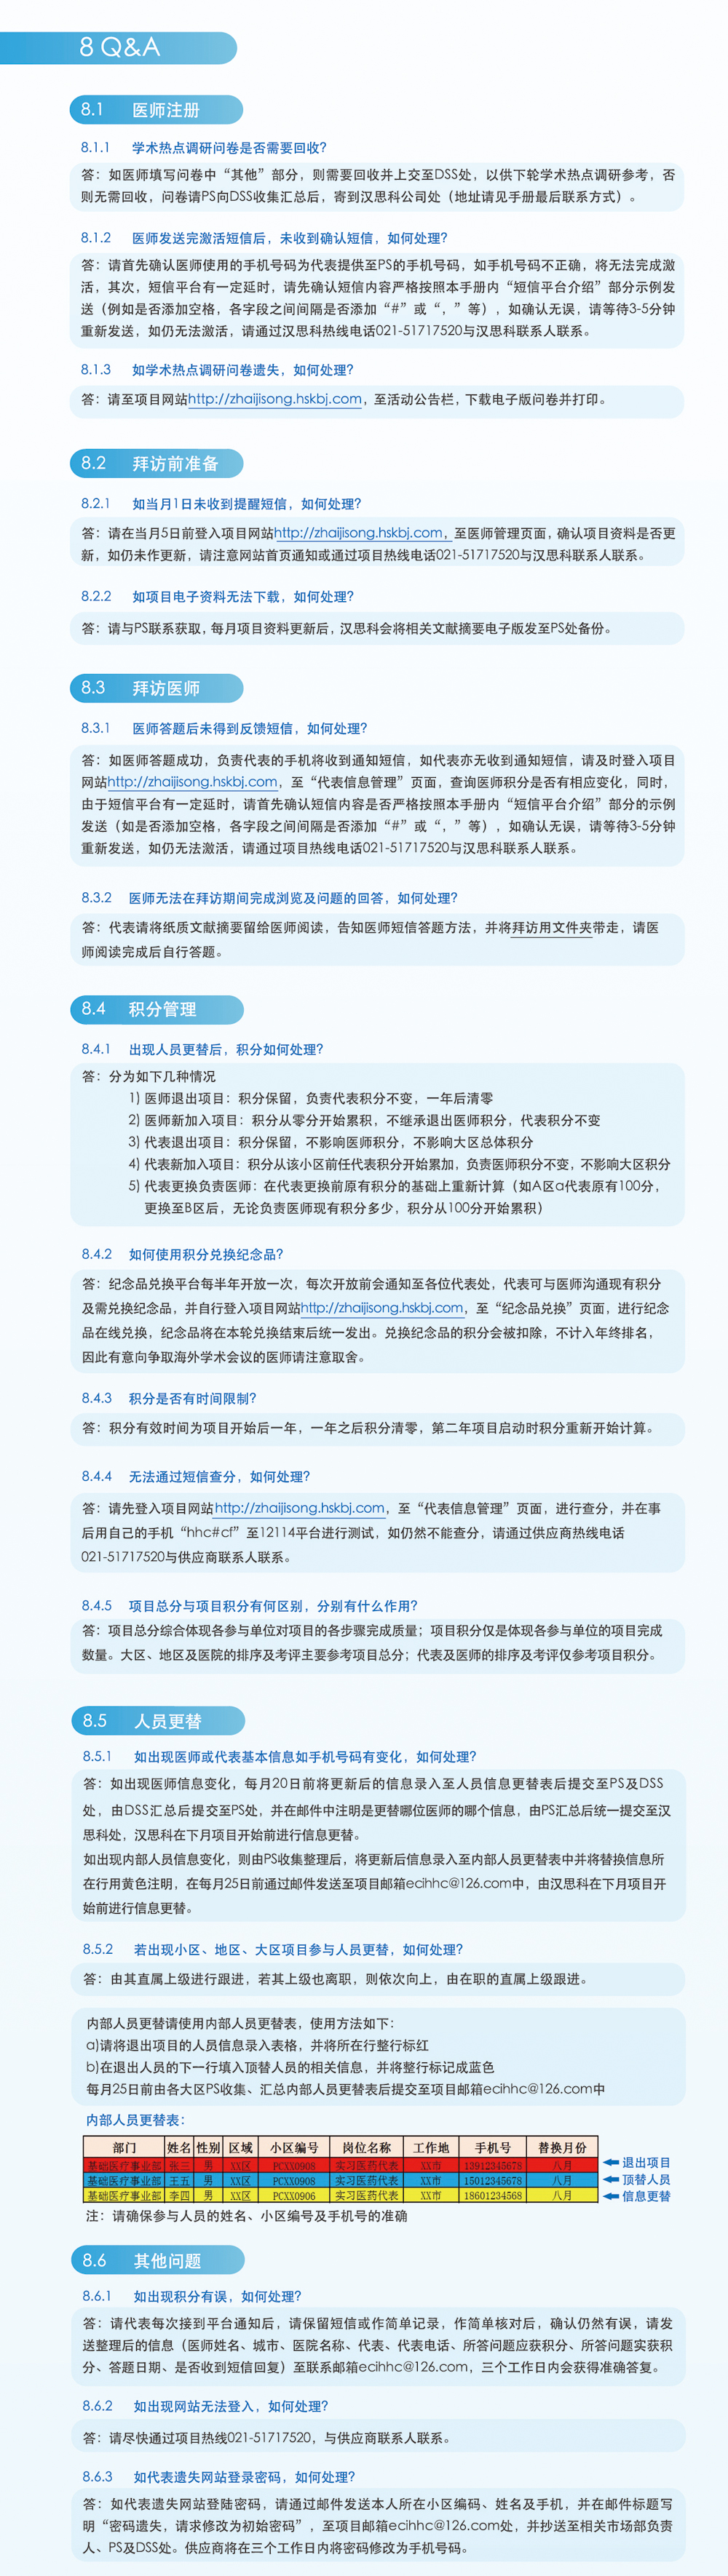 8 Q&A
8.1 医师注册
8.1.1 学术热点调研问卷是否需要回收?
答：如医师填写问卷中“其他”部分，则需要回收并上交至DSS处，以供下轮学术热点调研参考，否
则无需回收，问卷请PS向DSS收集汇总后，寄到汉思科公司处（地址请见手册最后联系方式）。
8.1.2 医师发送完激活短信后，未收到确认短信，如何处理?
答：请首先确认医师使用的手机号码为代表提供至PS的手机号码，如手机号码不正确，将无法完成激
活，其次，短信平台有一定延时，请先确认短信内容严格按照本手册内“短信平台介绍”部分示例发
送（例如是否添加空格，各字段之间间隔是否添加“#”或“，”等），如确认无误，请等待3-5分钟
重新发送，如仍无法激活，请通过汉思科热线电话021-51717520与汉思科联系人联系。
8.1.3 如学术热点调研问卷遗失，如何处理?
答：请至项目网站http://zhaijisong.hskbj.com，至活动公告栏，下载电子版问卷并打印。
8.2 拜访前准备
8.2.1 如当月1日未收到提醒短信，如何处理?
答：请在当月5日前登入项目网站http://zhaijisong.hskbj.com，至医师管理页面，确认项目资料是否更
新，如仍未作更新，请注意网站首页通知或通过项目热线电话021-51717520与汉思科联系人联系。
8.2.2 如项目电子资料无法下载，如何处理?
答：请与PS联系获取，每月项目资料更新后，汉思科会将相关文献摘要电子版发至PS处备份。
8.3 拜访医师
8.3.1 医师答题后未得到反馈短信，如何处理?
答：如医师答题成功，负责代表的手机将收到通知短信，如代表亦无收到通知短信，请及时登入项目
网站http://zhaijisong.hskbj.com，至“代表信息管理”页面，查询医师积分是否有相应变化，同时，
由于短信平台有一定延时，请首先确认短信内容是否严格按照本手册内“短信平台介绍”部分的示例
发送（如是否添加空格，各字段之间间隔是否添加“#”或“，”等），如确认无误，请等待3-5分钟
重新发送，如仍无法激活，请通过项目热线电话021-51717520与汉思科联系人联系。
8.3.2 医师无法在拜访期间完成浏览及问题的回答，如何处理?
答：代表请将纸质文献摘要留给医师阅读，告知医师短信答题方法，并将拜访用文件夹带走，请医
师阅读完成后自行答题。
8.4 积分管理
8.4.1 出现人员更替后，积分如何处理?
答：分为如下几种情况
1) 医师退出项目：积分保留，负责代表积分不变，一年后清零
2) 医师新加入项目：积分从零分开始累积，不继承退出医师积分，代表积分不变
3) 代表退出项目：积分保留，不影响医师积分，不影响大区总体积分
4) 代表新加入项目：积分从该小区前任代表积分开始累加，负责医师积分不变，不影响大区积分
5) 代表更换负责医师：在代表更换前原有积分的基础上重新计算（如A区a代表原有100分，
更换至B区后，无论负责医师现有积分多少，积分从100分开始累积）
8.4.2 如何使用积分兑换纪念品?
答：纪念品兑换平台每半年开放一次，每次开放前会通知至各位代表处，代表可与医师沟通现有积分
及需兑换纪念品，并自行登入项目网站http://zhaijisong.hskbj.com，至“纪念品兑换”页面，进行纪念
品在线兑换，纪念品将在本轮兑换结束后统一发出。兑换纪念品的积分会被扣除，不计入年终排名，
因此有意向争取海外学术会议的医师请注意取舍。
8.4.3 积分是否有时间限制?
答：积分有效时间为项目开始后一年，一年之后积分清零，第二年项目启动时积分重新开始计算。
8.4.4 无法通过短信查分，如何处理?
答：请先登入项目网站http://zhaijisong.hskbj.com，至“代表信息管理”页面，进行查分，并在事
后用自己的手机“hhc#cf”至12114平台进行测试，如仍然不能查分，请通过供应商热线电话
021-51717520与供应商联系人联系。
8.4.5 项目总分与项目积分有何区别，分别有什么作用?
答：项目总分综合体现各参与单位对项目的各步骤完成质量；项目积分仅是体现各参与单位的项目完成
数量。大区、地区及医院的排序及考评主要参考项目总分；代表及医师的排序及考评仅参考项目积分。
8.5 人员更替
8.5.1 如出现医师或代表基本信息如手机号码有变化，如何处理?
答：如出现医师信息变化，每月20日前将更新后的信息录入至人员信息更替表后提交至PS及DSS
处，由DSS汇总后提交至PS处，并在邮件中注明是更替哪位医师的哪个信息，由PS汇总后统一提交至汉
思科处，汉思科在下月项目开始前进行信息更替。
如出现内部人员信息变化，则由PS收集整理后，将更新后信息录入至内部人员更替表中并将替换信息所
在行用黄色注明，在每月25日前通过邮件发送至项目邮箱ecihhc@126.com中，由汉思科在下月项目开
始前进行信息更替。
8.5.2 若出现小区、地区、大区项目参与人员更替，如何处理?
答：由其直属上级进行跟进，若其上级也离职，则依次向上，由在职的直属上级跟进。
内部人员更替请使用内部人员更替表，使用方法如下：
a)请将退出项目的人员信息录入表格，并将所在行整行标红
b)在退出人员的下一行填入顶替人员的相关信息，并将整行标记成蓝色
每月25日前由各大区PS收集、汇总内部人员更替表后提交至项目邮箱ecihhc@126.com中
内部人员更替表：
部门 姓名 性别 区域 小区编号 岗位名称 工作地 手机号 替换月份
基础医疗事业部 张三 男 XX区 PCXX0908 实习医药代表 XX市 13912345678 八月 退出项目
基础医疗事业部 王五 男 XX区 PCXX0908 实习医药代表 XX市 15012345678 八月 顶替人员
基础医疗事业部 李四 男 XX区 PCXX0906 实习医药代表 XX市 18601234568 八月 信息更替
注：请确保参与人员的姓名、小区编号及手机号的准确
8.6 其他问题
8.6.1 如出现积分有误，如何处理?
答：请代表每次接到平台通知后，请保留短信或作简单记录，作简单核对后，确认仍然有误，请发
送整理后的信息（医师姓名、城市、医院名称、代表、代表电话、所答问题应获积分、所答问题实获积
分、答题日期、是否收到短信回复）至联系邮箱ecihhc@126.com，三个工作日内会获得准确答复。
8.6.2 如出现网站无法登入，如何处理?
答：请尽快通过项目热线021-51717520，与供应商联系人联系。
8.6.3 如代表遗失网站登录密码，如何处理?
答：如代表遗失网站登陆密码，请通过邮件发送本人所在小区编码、姓名及手机，并在邮件标题写
明“密码遗失，请求修改为初始密码”，至项目邮箱ecihhc@126.com处，并抄送至相关市场部负责
人、PS及DSS处。供应商将在三个工作日内将密码修改为手机号码。